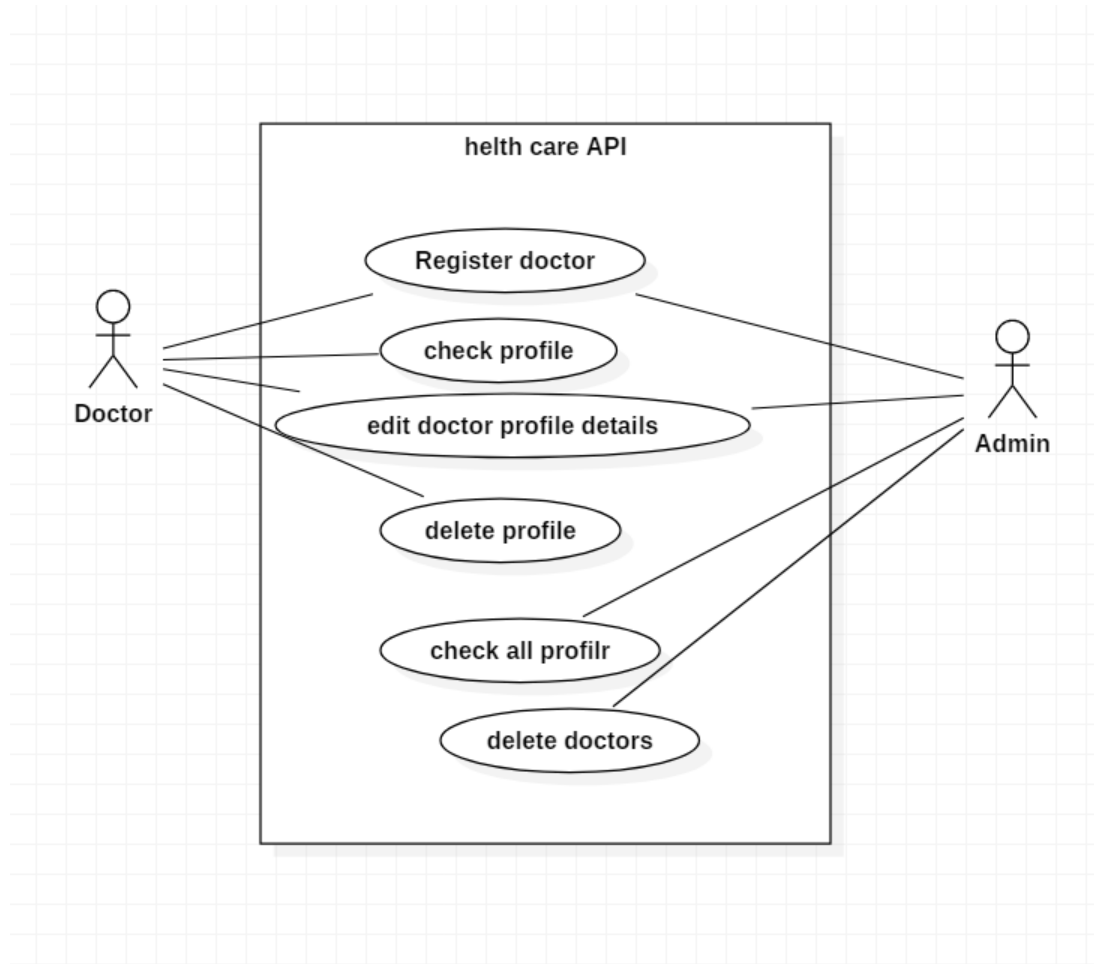 helth care API
Register doctor
check profile
Doctor
edit doctor profile details
Admin
delete profile
check all profilr
delete doctors